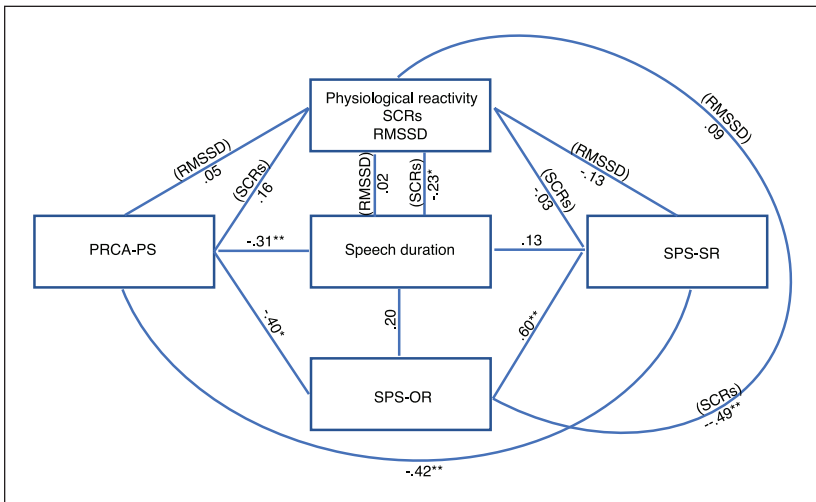 Physiological reactivity
SCRs
RMSSD
(RMSSD)
.05
(SCRs)
.16
(RMSSD)
.02
(SCRs)
-.23*
(SCRs)
-.03
(RMSSD)
-.13
(RMSSD)
.09
PRCA-PS
-.31**
Speech duration
.13
SPS-SR
-.40*
.20
.60**
SPS-OR
(SCRs)
--.49**
-.42**